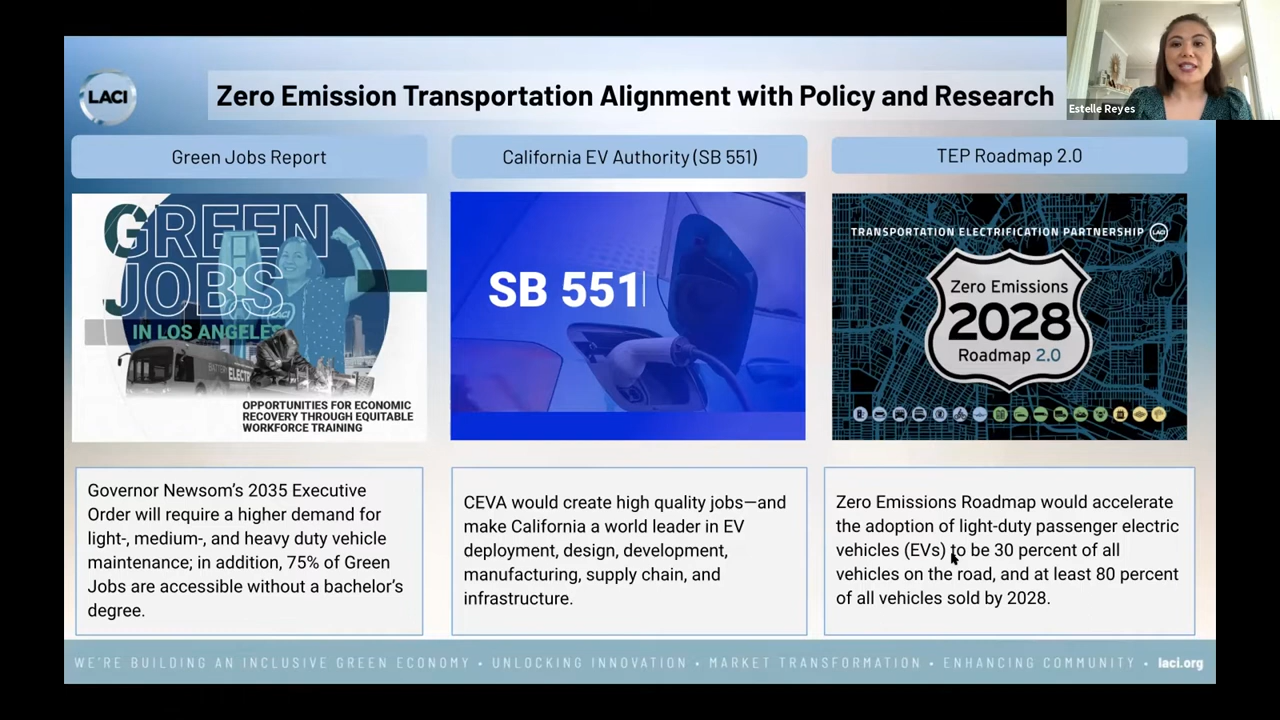 LACI
Zero Emission Transportation Alignment with Policy and Research
Estelle Reyes
Green Jobs Report
California EV Authority (SB 551)
TEP Roadmap 2.0
GREEN
JOBS
LACI
IN LOS ANGELES
BATTERY ELECTRI
OPPORTUNITIES FOR ECONOMIC
RECOVERY THROUGH EQUITABLE
WORKFORCE TRAINING
SB 551
TRANSPORTATION ELECTRIFICATION PARTNERSHIP LACI
Zero Emissions
2028
Roadmap 2.0
Governor Newsom’s 2035 Executive
Order will require a higher demand for
light-, medium-, and heavy duty vehicle
maintenance; in addition, 75% of Green
Jobs are accessible without a bachelor’s
degree.
CEVA would create high quality jobs—and
make California a world leader in EV
deployment, design, development,
manufacturing, supply chain, and
infrastructure.
Zero Emissions Roadmap would accelerate
the adoption of light-duty passenger electric
vehicles (EVs) to be 30 percent of all
vehicles on the road, and at least 80 percent
of all vehicles sold by 2028.
WE’RE BUILDING AN INCLUSIVE GREEN ECONOMY • UNLOCKING INNOVATION • MARKET TRANSFORMATION • ENHANCING COMMUNITY • laci.org